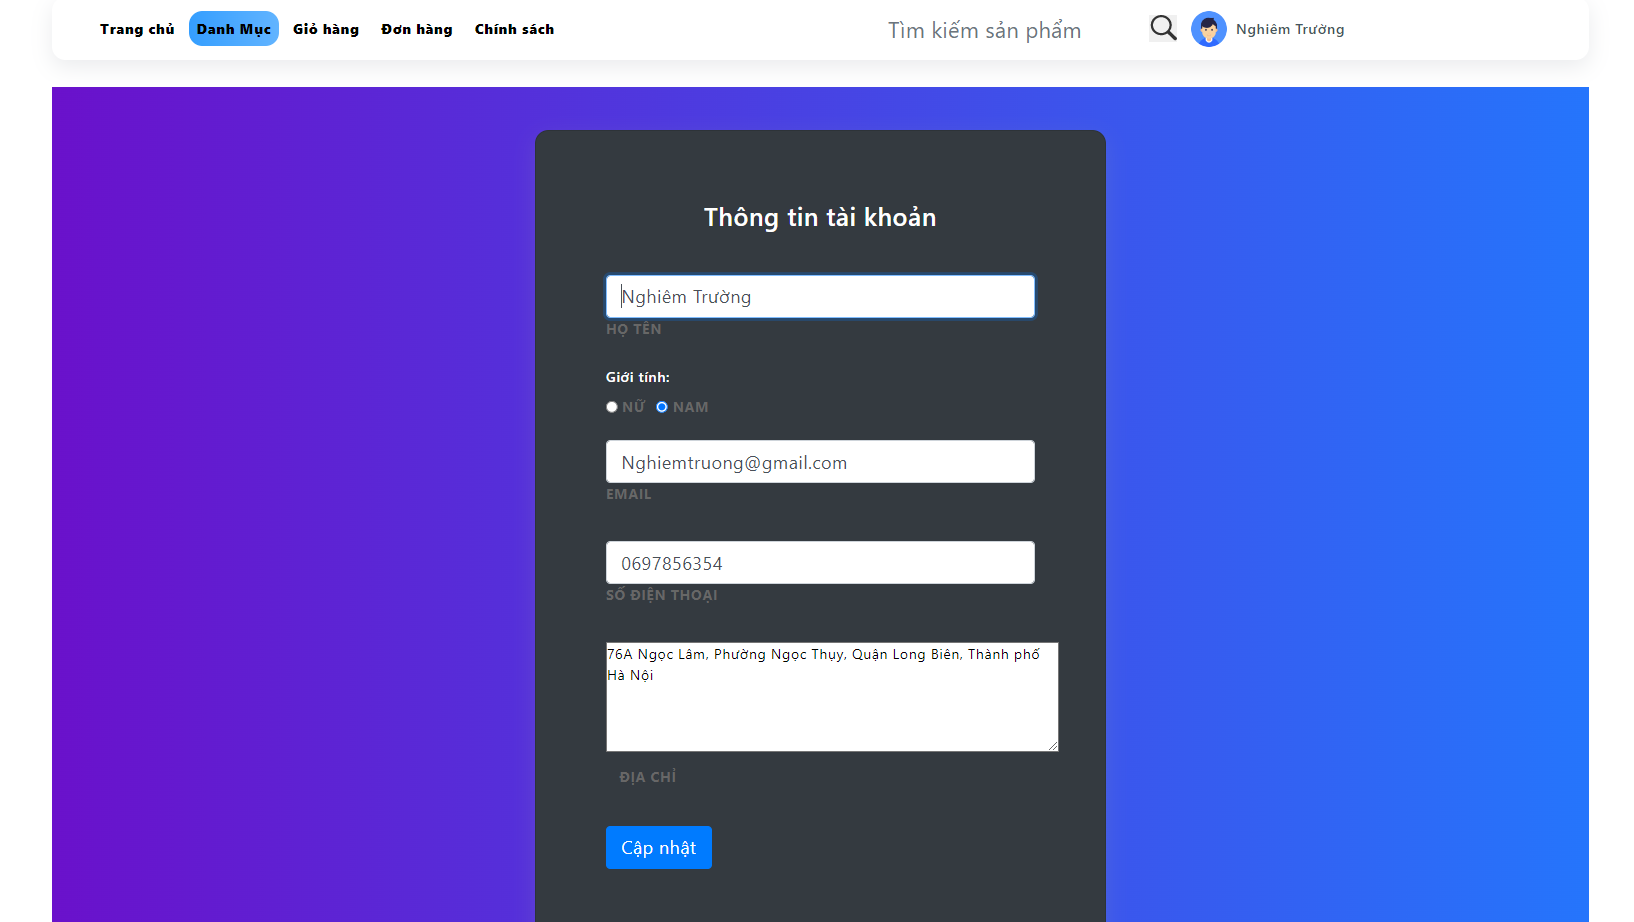 Trang chủ Danh Mục Giỏ hàng Đơn hàng Chính sách Tìm kiếm sản phẩm Nghiêm Trường
Thông tin tài khoản
Nghiêm Trường
HỌ TÊN
Giới tính:
NỮ NAM
Nghiemtruong@gmail.com
EMAIL
0697856354
SỐ ĐIỆN THOẠI
76A Ngọc Lâm, Phường Ngọc Thụy, Quận Long Biên, Thành phố
Hà Nội
ĐỊA CHỈ
Cập nhật